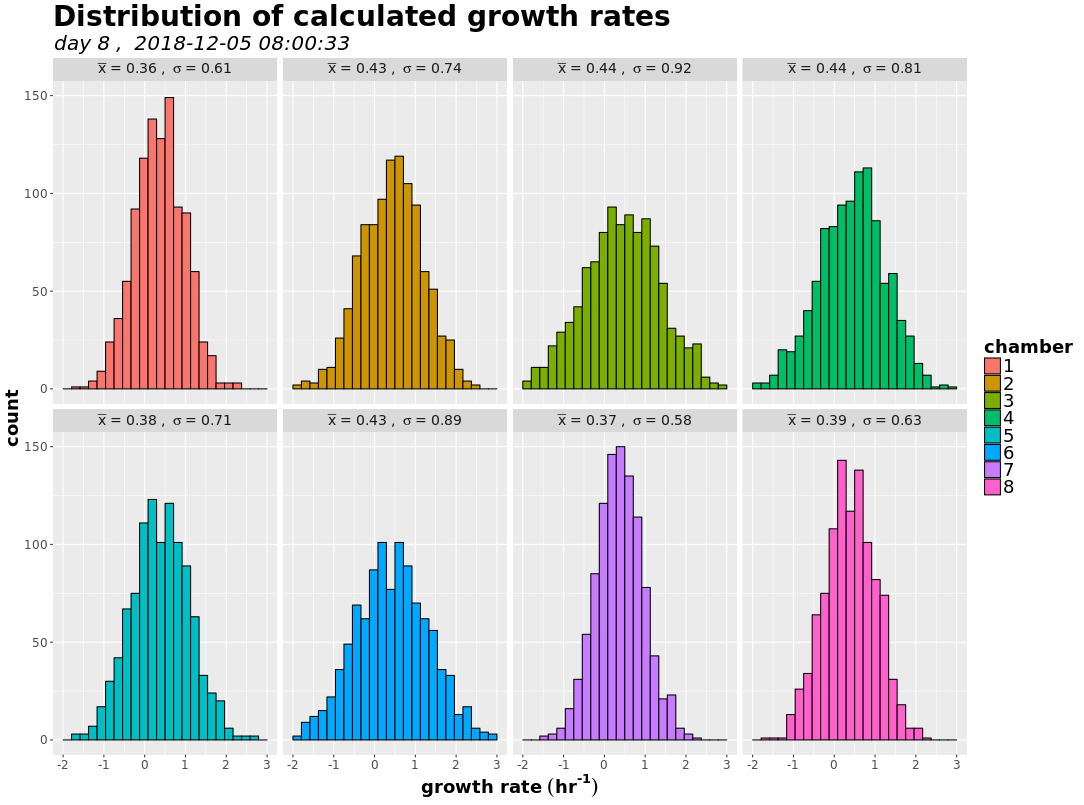 Distribution of calculated growth rates
day 8 ,  2018-12-05 08:00:33
x̅ = 0.36 ,  σ = 0.61
x̅ = 0.43 ,  σ = 0.74
x̅ = 0.44 ,  σ = 0.92
x̅ = 0.44 ,  σ = 0.81
150
100
50
0
x̅ = 0.38 ,  σ = 0.71
x̅ = 0.43 ,  σ = 0.89
x̅ = 0.37 ,  σ = 0.58
x̅ = 0.39 ,  σ = 0.63
150
100
50
0
-2 -1 0 1 2 3
-2 -1 0 1 2 3
-2 -1 0 1 2 3
-2 -1 0 1 2 3
count
growth rate (hr⁻¹)
chamber
1
2
3
4
5
6
7
8